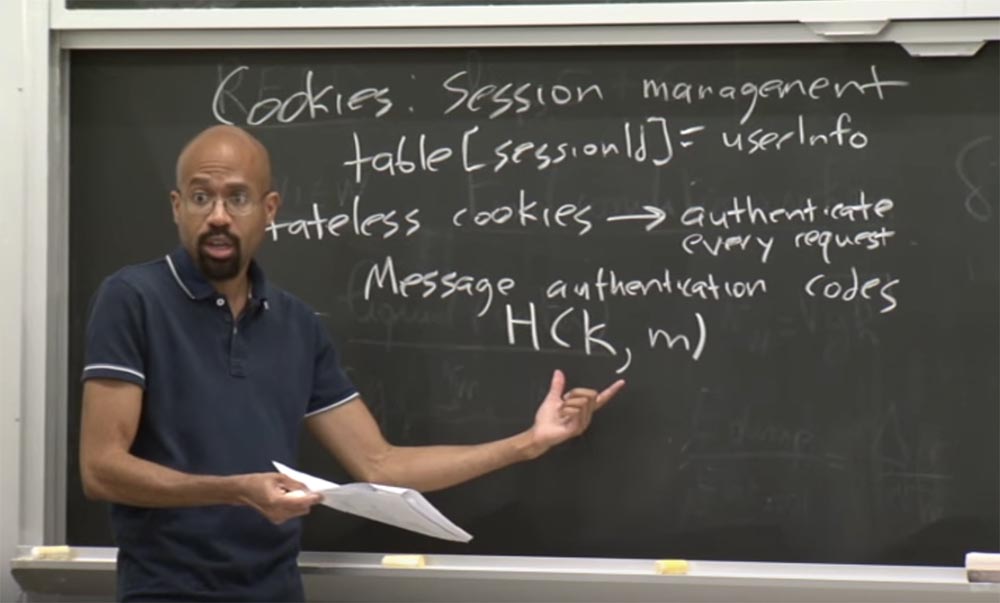 Cookies: Session management
table[sessionId]= userInfo
tateless cookies → authenticate
every request
Message authentication codes
H(k, m)